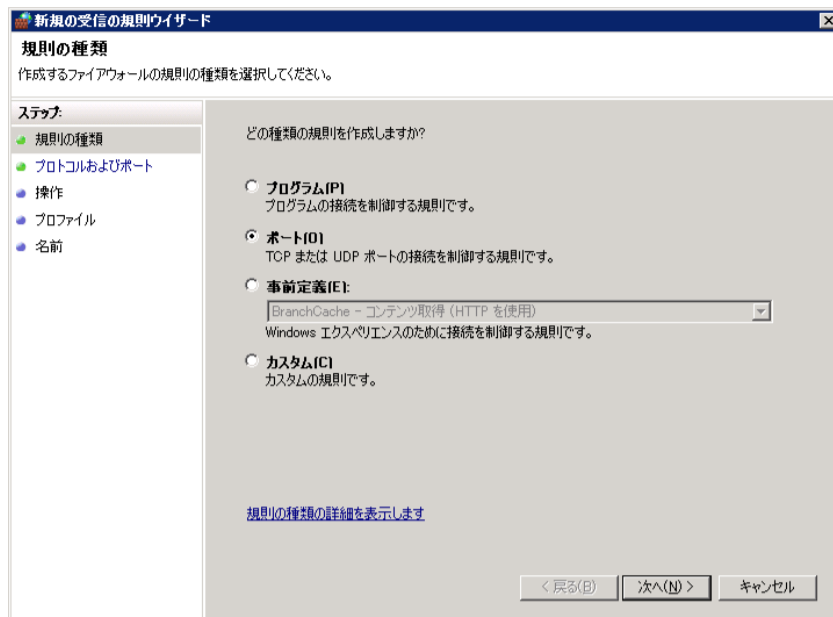 新規の受信の規則ウィザード
規則の種類
作成するファイアウォールの規則の種類を選択してください。
ステップ:
規則の種類
プロトコルおよびポート
操作
プロファイル
名前
どの種類の規則を作成しますか?
プログラム(P)
プログラムの接続を制御する規則です。
ポート(O)
TCP または UDP ポートの接続を制御する規則です。
事前定義(E):
BranchCache - コンテンツ取得 (HTTP を使用)
Windows エクスペリエンスのために接続を制御する規則です。
カスタム(C)
カスタムの規則です。
規則の種類の詳細を表示します
< 戻る(B)
次へ(N) >
キャンセル